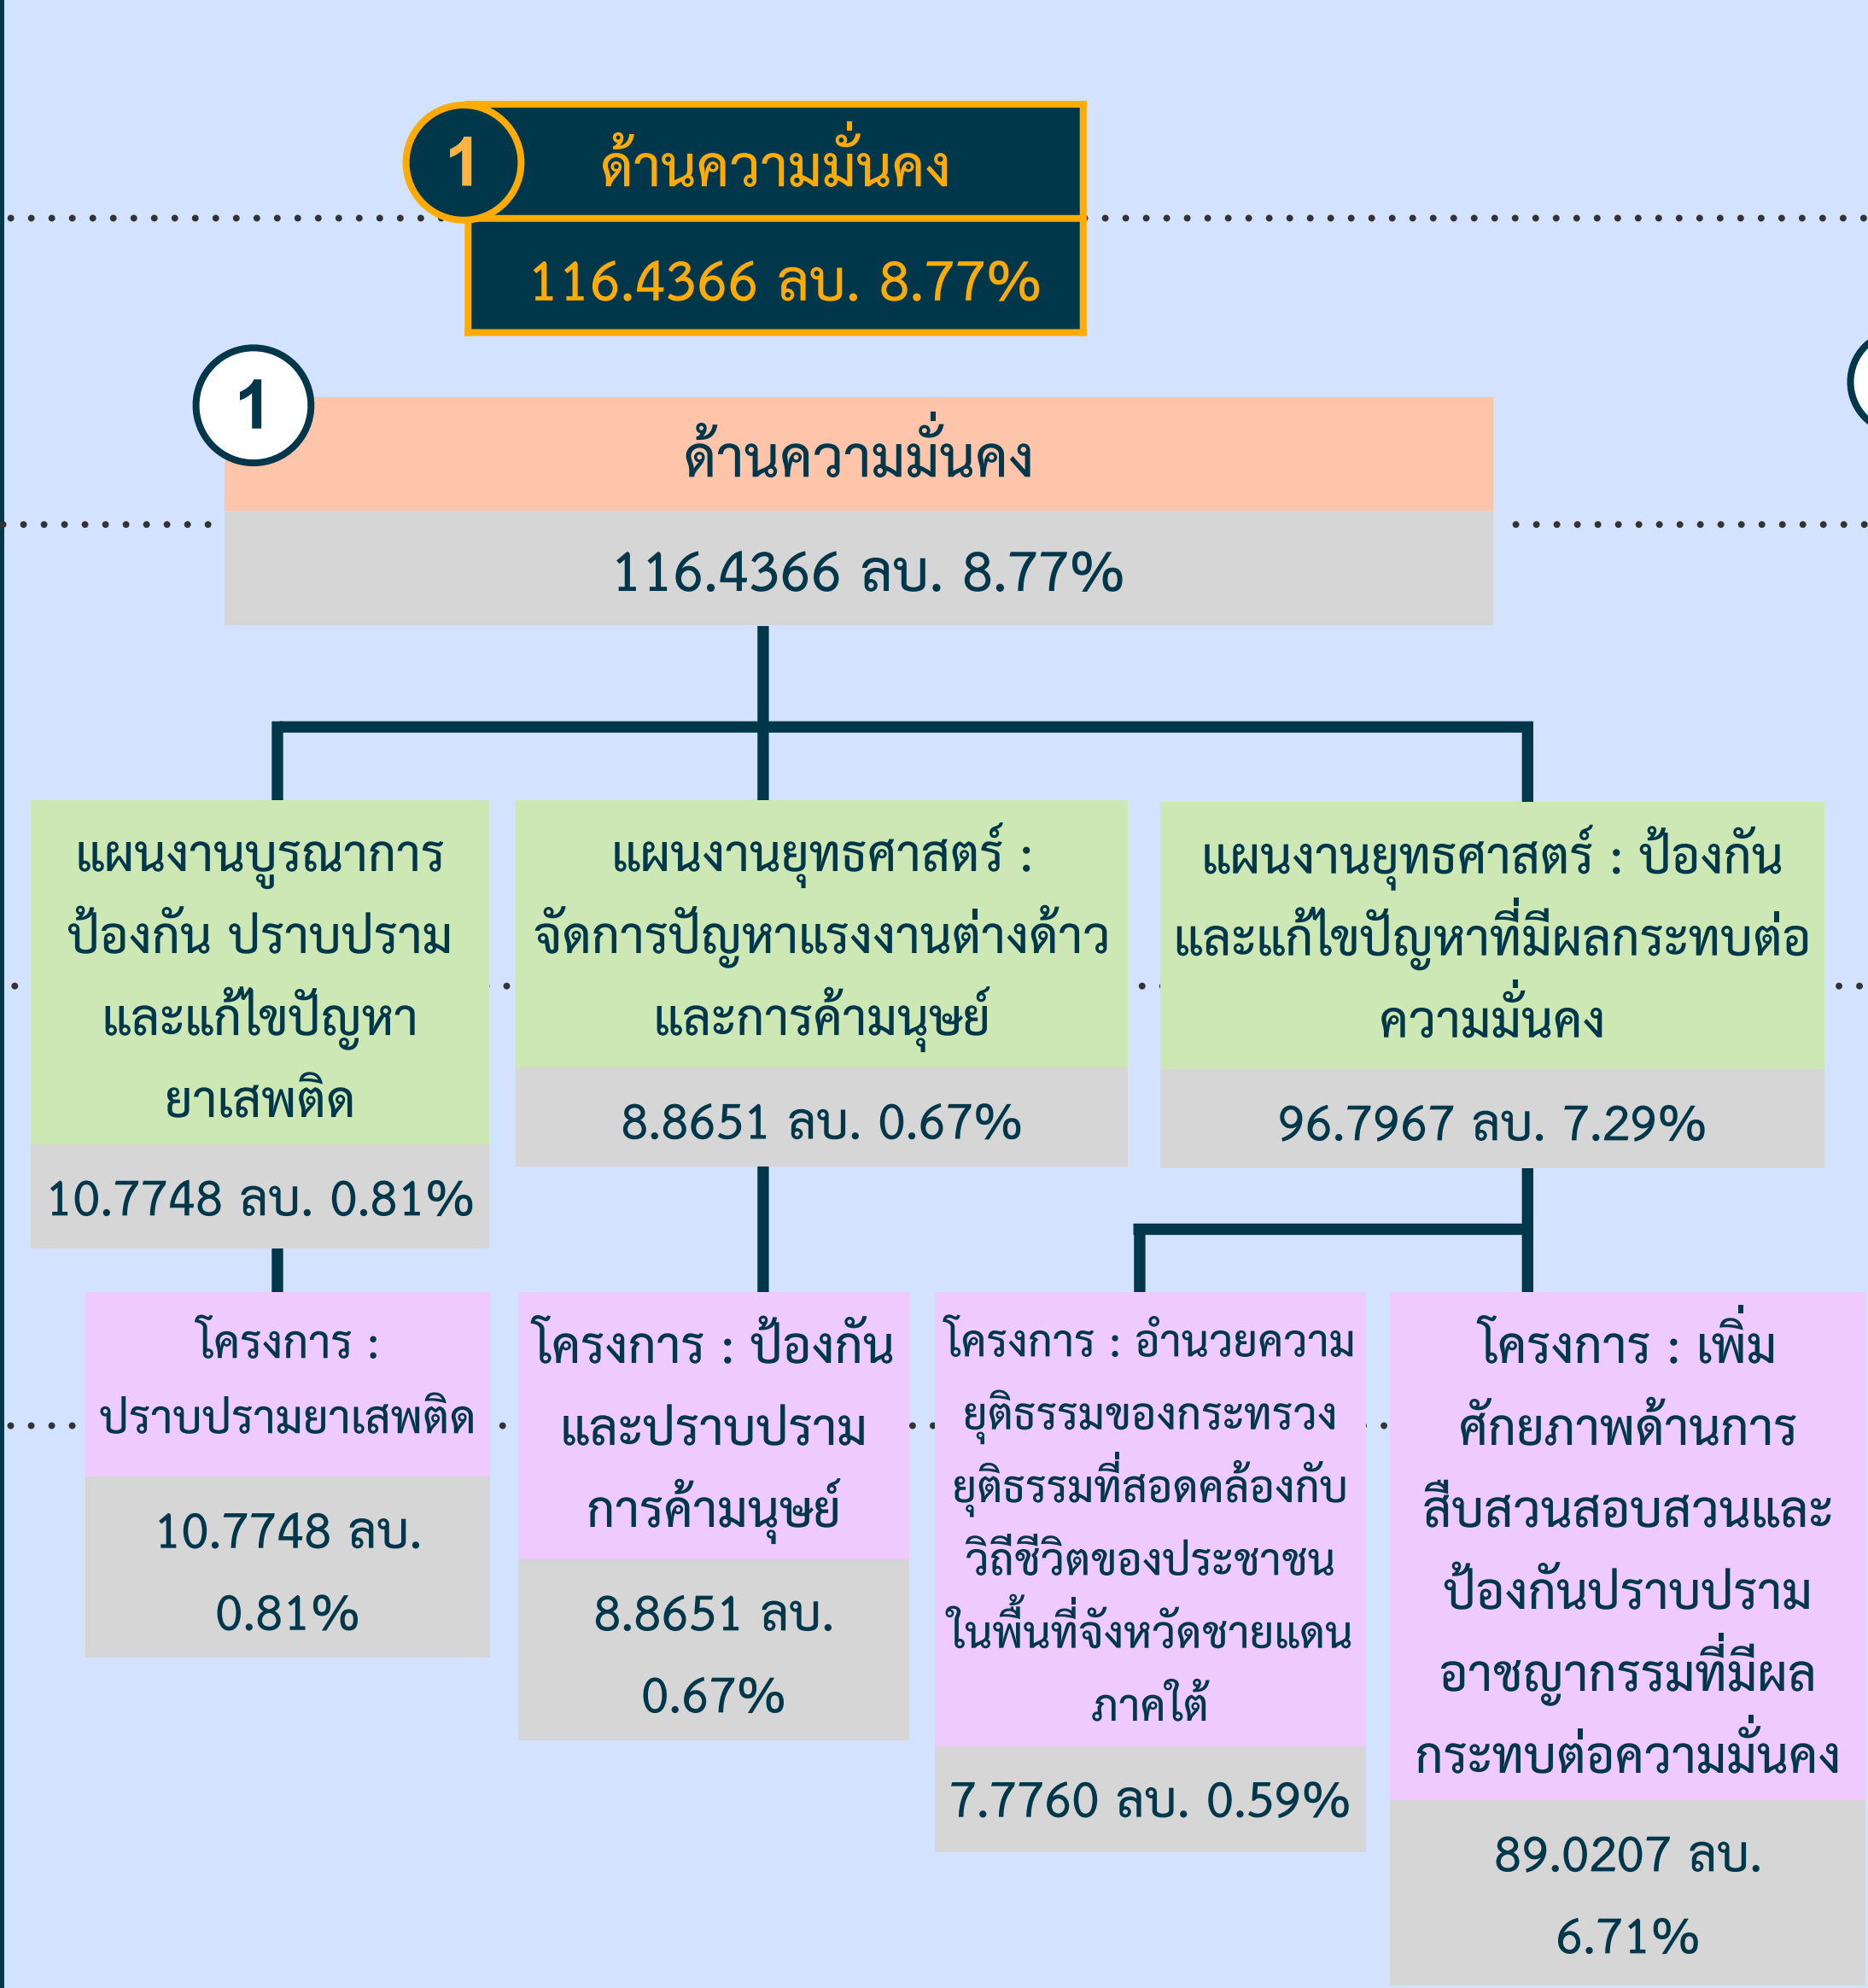 1
ด้านความมั่นคง
116.4366 ลบ. 8.77%
1
ด้านความมั่นคง
116.4366 ลบ. 8.77%
แผนงานบูรณาการ
ป้องกัน ปราบปราม
และแก้ไขปัญหา
ยาเสพติด
10.7748 ลบ. 0.81%
แผนงานยุทธศาสตร์ :
จัดการปัญหาแรงงานต่างด้าว
และการค้ามนุษย์
8.8651 ลบ. 0.67%
แผนงานยุทธศาสตร์ : ป้องกัน
และแก้ไขปัญหาที่มีผลกระทบต่อ
ความมั่นคง
96.7967 ลบ. 7.29%
โครงการ :
ปราบปรามยาเสพติด
10.7748 ลบ.
0.81%
โครงการ : ป้องกัน
และปราบปราม
การค้ามนุษย์
8.8651 ลบ.
0.67%
โครงการ : อำนวยความ
ยุติธรรมของกระทรวง
ยุติธรรมที่สอดคล้องกับ
วิถีชีวิตของประชาชน
ในพื้นที่จังหวัดชายแดน
ภาคใต้
7.7760 ลบ. 0.59%
โครงการ : เพิ่ม
ศักยภาพด้านการ
สืบสวนสอบสวนและ
ป้องกันปราบปราม
อาชญากรรมที่มีผล
กระทบต่อความมั่นคง
89.0207 ลบ.
6.71%